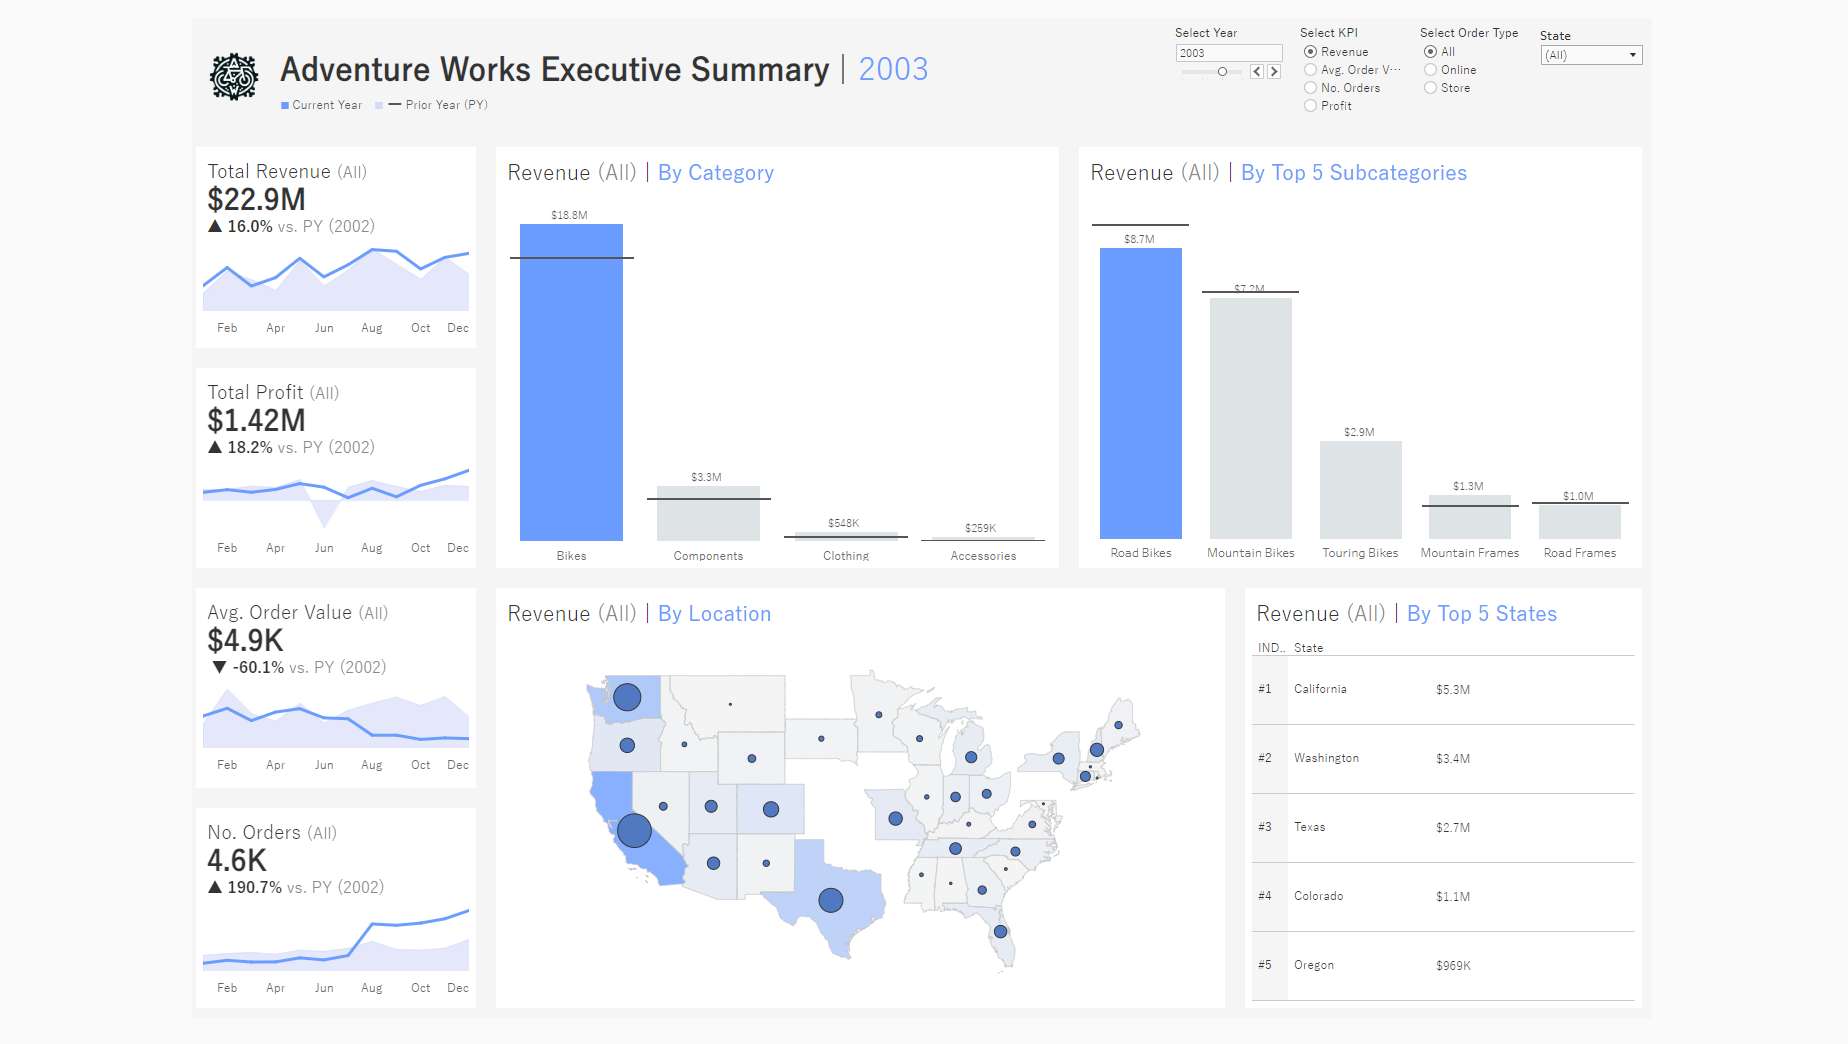 Adventure Works Executive Summary | 2003
Current Year Prior Year (PY)
Select Year
2003
Select KPI
Revenue
Avg. Order V...
No. Orders
Profit
Select Order Type
All
Online
Store
State
(All)
Total Revenue (All)
$22.9M
▲ 16.0% vs. PY (2002)
Feb Apr Jun Aug Oct Dec
Total Profit (All)
$1.42M
▲ 18.2% vs. PY (2002)
Feb Apr Jun Aug Oct Dec
Avg. Order Value (All)
$4.9K
▼ -60.1% vs. PY (2002)
Feb Apr Jun Aug Oct Dec
No. Orders (All)
4.6K
▲ 190.7% vs. PY (2002)
Feb Apr Jun Aug Oct Dec
Revenue (All) | By Category
$18.8M
$3.3M
$548K
$259K
Bikes Components Clothing Accessories
Revenue (All) | By Top 5 Subcategories
$8.7M
$7.2M
$2.9M
$1.3M
$1.0M
Road Bikes Mountain Bikes Touring Bikes Mountain Frames Road Frames
Revenue (All) | By Location
Revenue (All) | By Top 5 States
IND.. State
#1 California $5.3M
#2 Washington $3.4M
#3 Texas $2.7M
#4 Colorado $1.1M
#5 Oregon $969K